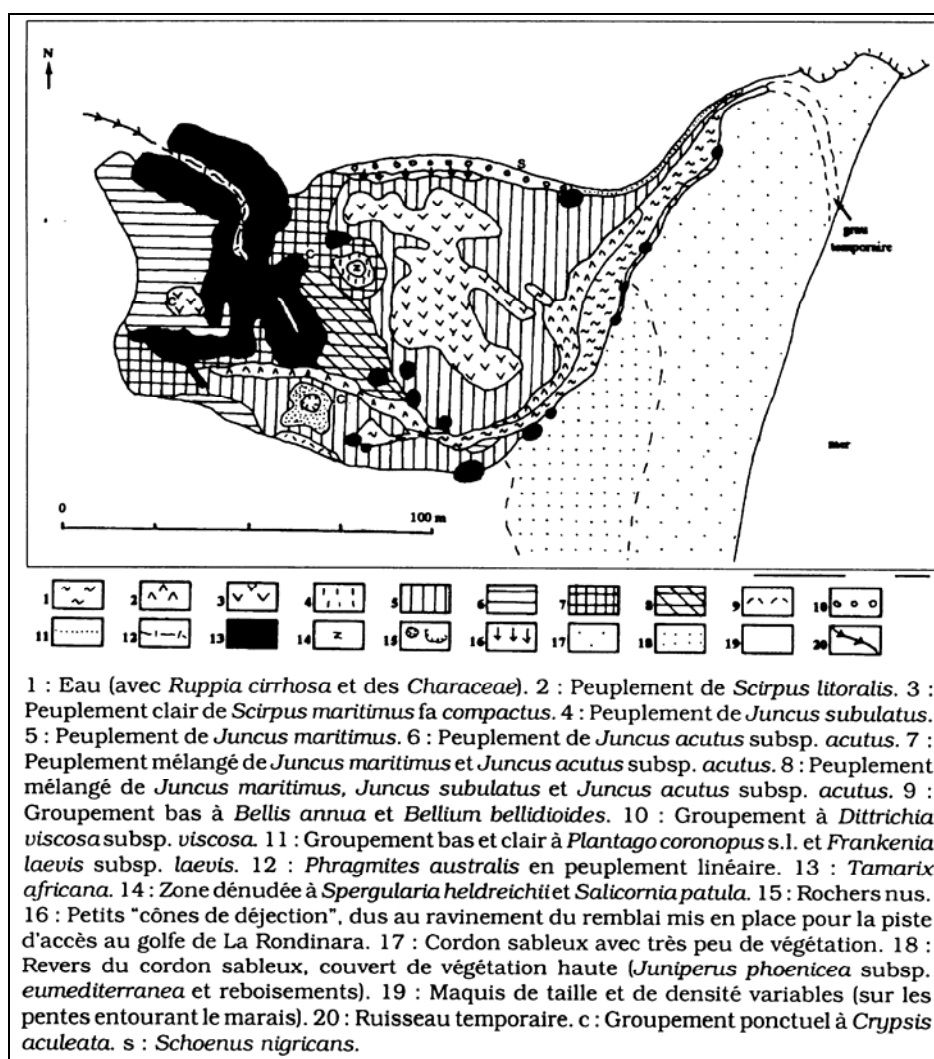 N
S
C
z
grau
temporaire
C
mer
0
100 m
1 2 3 4 5 6 7 8 9 10
11 12 13 14 15 16 17 18 19 20
1 : Eau (avec Ruppia cirrhosa et des Characeae). 2 : Peuplement de Scirpus litoralis. 3 :
Peuplement clair de Scirpus maritimus fa compactus. 4 : Peuplement de Juncus subulatus.
5 : Peuplement de Juncus maritimus. 6 : Peuplement de Juncus acutus subsp. acutus. 7 :
Peuplement mélangé de Juncus maritimus et Juncus acutus subsp. acutus. 8 : Peuplement
mélangé de Juncus maritimus, Juncus subulatus et Juncus acutus subsp. acutus. 9 :
Groupement bas à Bellis annua et Bellium bellidioides. 10 : Groupement à Dittrichia
viscosa subsp. viscosa. 11 : Groupement bas et clair à Plantago coronopus s.l. et Frankenia
laevis subsp. laevis. 12 : Phragmites australis en peuplement linéaire. 13 : Tamarix
africana. 14 : Zone dénudée à Spergularia heldreichii et Salicornia patula. 15 : Rochers nus.
16 : Petits "cônes de déjection", dus au ravinement du remblai mis en place pour la piste
d'accès au golfe de La Rondinara. 17 : Cordon sableux avec très peu de végétation. 18 :
Revers du cordon sableux, couvert de végétation haute (Juniperus phoenicea subsp.
eumediterranea et reboisements). 19 : Maquis de taille et de densité variables (sur les
pentes entourant le marais). 20 : Ruisseau temporaire. c : Groupement ponctuel à Crypsis
aculeata. s : Schoenus nigricans.